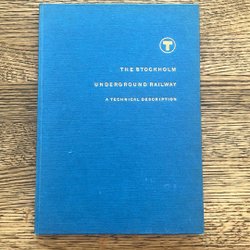 T
THE STOCKHOLM
UNDERGROUND RAILWAY
A TECHNICAL DESCRIPTION